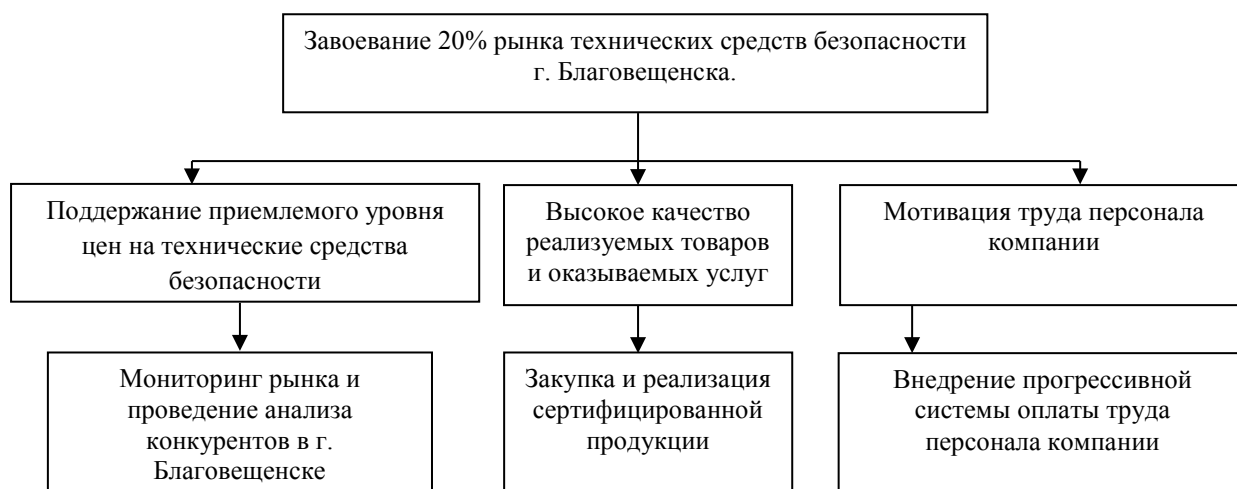 Завоевание 20% рынка технических средств безопасности
г. Благовещенска.
Поддержание приемлемого уровня
цен на технические средства
безопасности
Высокое качество
реализуемых товаров
и оказываемых услуг
Мотивация труда персонала
компании
Мониторинг рынка и
проведение анализа
конкурентов в г.
Благовещенске
Закупка и реализация
сертифицированной
продукции
Внедрение прогрессивной
системы оплаты труда
персонала компании